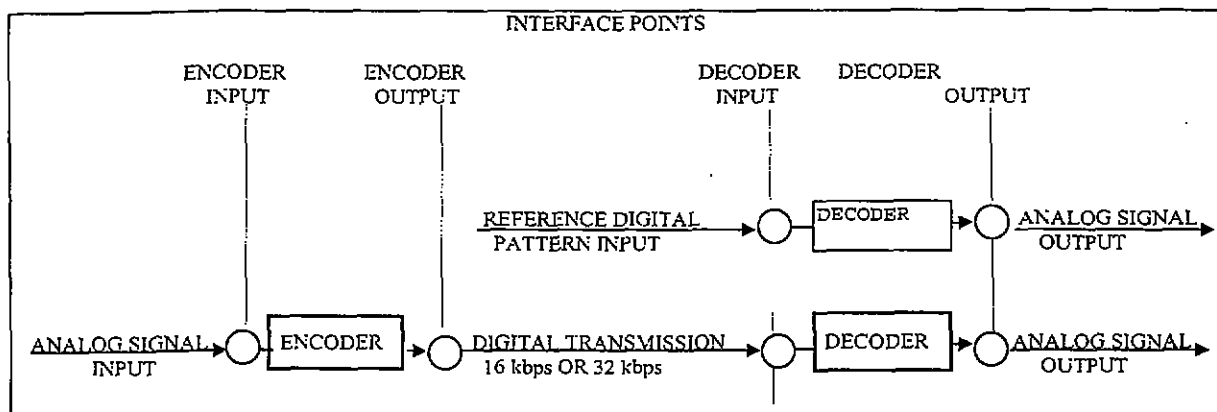 INTERFACE POINTS
ENCODER ENCODER DECODER DECODER
INPUT OUTPUT INPUT OUTPUT
REFERENCE DIGITAL DECODER ANALOG SIGNAL
PATTERN INPUT OUTPUT
ANALOG SIGNAL ENCODER DIGITAL TRANSMISSION DECODER ANALOG SIGNAL
INPUT 16 kbps OR 32 kbps OUTPUT